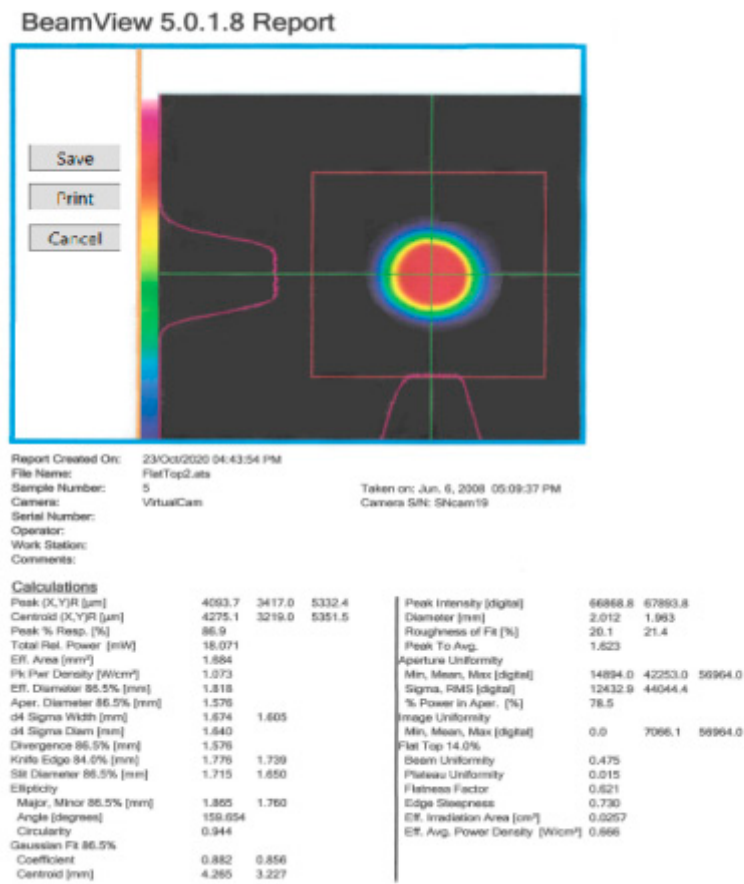 BeamView 5.0.1.8 Report
Save
Print
Cancel
Report Created On: 23/Oct/2020 04:43:54 PM
File Name: FlatTop2.ats
Sample Number: 5 Taken on: Jun. 6, 2008 05:09:37 PM
Camera: VirtualCam Camera S/N: SNcam19
Serial Number:
Operator:
Work Station:
Comments:
Calculations
Peak (X,Y)R [µm] 4093.7 3417.0 5332.4
Centroid (X,Y)R [µm] 4275.1 3219.0 5351.5
Peak % Resp. [%] 86.9
Total Rel. Power [mW] 18.071
Eff. Area [mm²] 1.684
Pk Pwr Density [W/cm²] 1.073
Eff. Diameter 86.5% [mm] 1.818
Aper. Diameter 86.5% [mm] 1.576
d4 Sigma Width [mm] 1.674 1.605
d4 Sigma Diam [mm] 1.640
Divergence 86.5% [mm] 1.576
Knife Edge 84.0% [mm] 1.776 1.739
Slit Diameter 86.5% [mm] 1.715 1.650
Ellipticity
Major, Minor 86.5% [mm] 1.865 1.760
Angle [degrees] 159.654
Circularity 0.944
Gaussian Fit 86.5%
Coefficient 0.882 0.856
Centroid [mm] 4.265 3.227
Peak Intensity [digital] 66868.8 67893.8
Diameter [mm] 2.012 1.963
Roughness of Fit [%] 20.1 21.4
Peak To Avg. 1.623
Aperture Uniformity
Min, Mean, Max [digital] 14894.0 42253.0 56964.0
Sigma, RMS [digital] 12432.9 44044.4
% Power in Aper. [%] 78.5
Image Uniformity
Min, Mean, Max [digital] 0.0 7066.1 56964.0
Flat Top 14.0%
Beam Uniformity 0.475
Plateau Uniformity 0.015
Flatness Factor 0.621
Edge Steepness 0.730
Eff. Irradiation Area [cm²] 0.0257
Eff. Avg. Power Density [W/cm²] 0.666